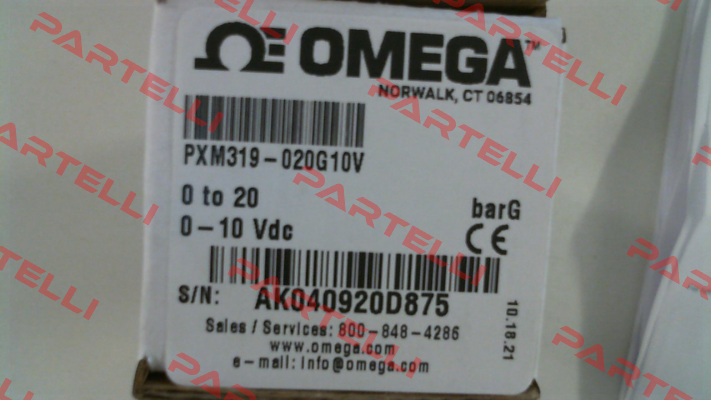 OMEGA™
NORWALK, CT 06854
PXM319-020G10V
0 to 20 barG
0-10 Vdc
CE
S/N: AK040920D875
10.18.21
Sales / Services: 800-848-4286
www.omega.com
e-mail: info@omega.com
PARTELLI
PARTELLI
PARTELLI
PARTELLI
PARTELLI
PARTELLI
PARTELLI